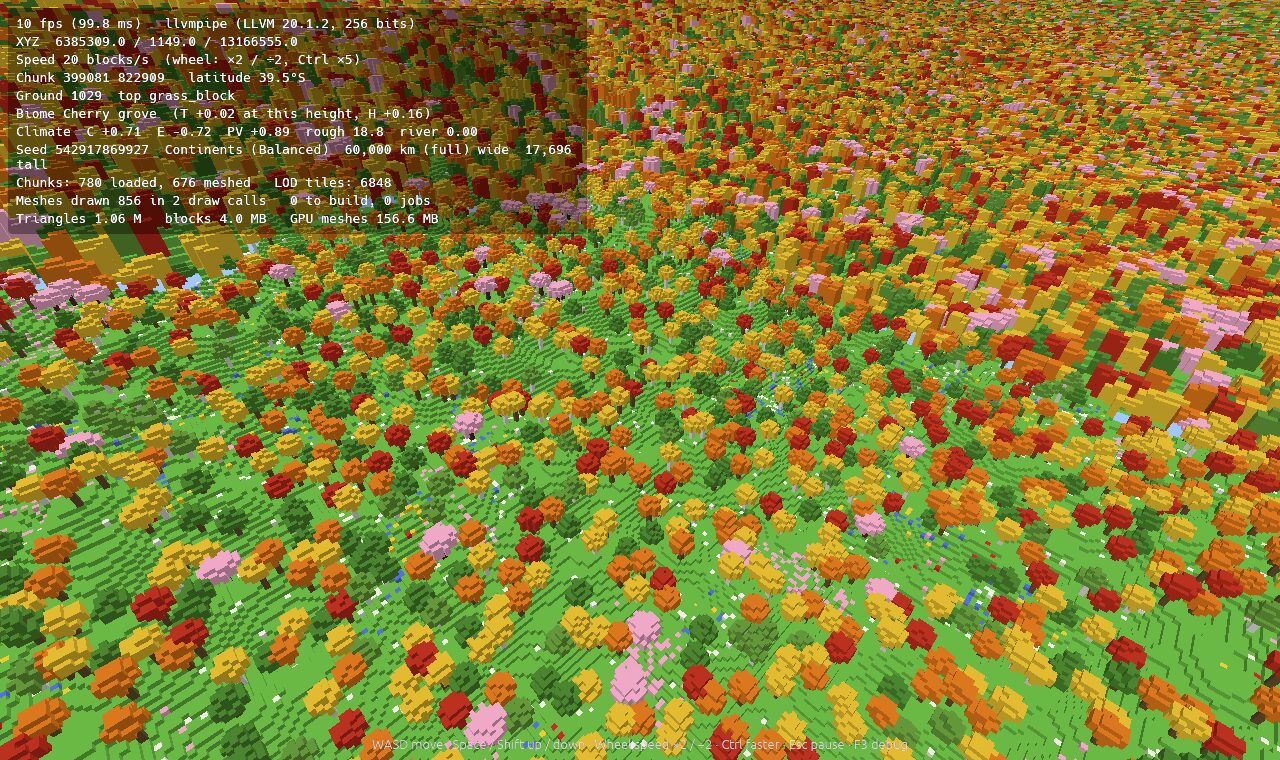 10 fps (99.8 ms)   llvmpipe (LLVM 20.1.2, 256 bits)
XYZ  6385309.0 / 1149.0 / 13166555.0
Speed 20 blocks/s  (wheel: ×2 / ÷2, Ctrl ×5)
Chunk 399081 822909   latitude 39.5°S
Ground 1029  top grass_block
Biome Cherry grove  (T +0.02 at this height, H +0.16)
Climate  C +0.71  E −0.72  PV +0.89  rough 18.8  river 0.00
Seed 542917869927  Continents (Balanced)  60,000 km (full) wide  17,696
tall
Chunks: 780 loaded, 676 meshed   LOD tiles: 6848
Meshes drawn 856 in 2 draw calls   0 to build, 0 jobs
Triangles 1.06 M   blocks 4.0 MB   GPU meshes 156.6 MB
WASD move · Space / Shift up / down · Wheel speed ×2 / ÷2 · Ctrl faster · Esc pause · F3 debug